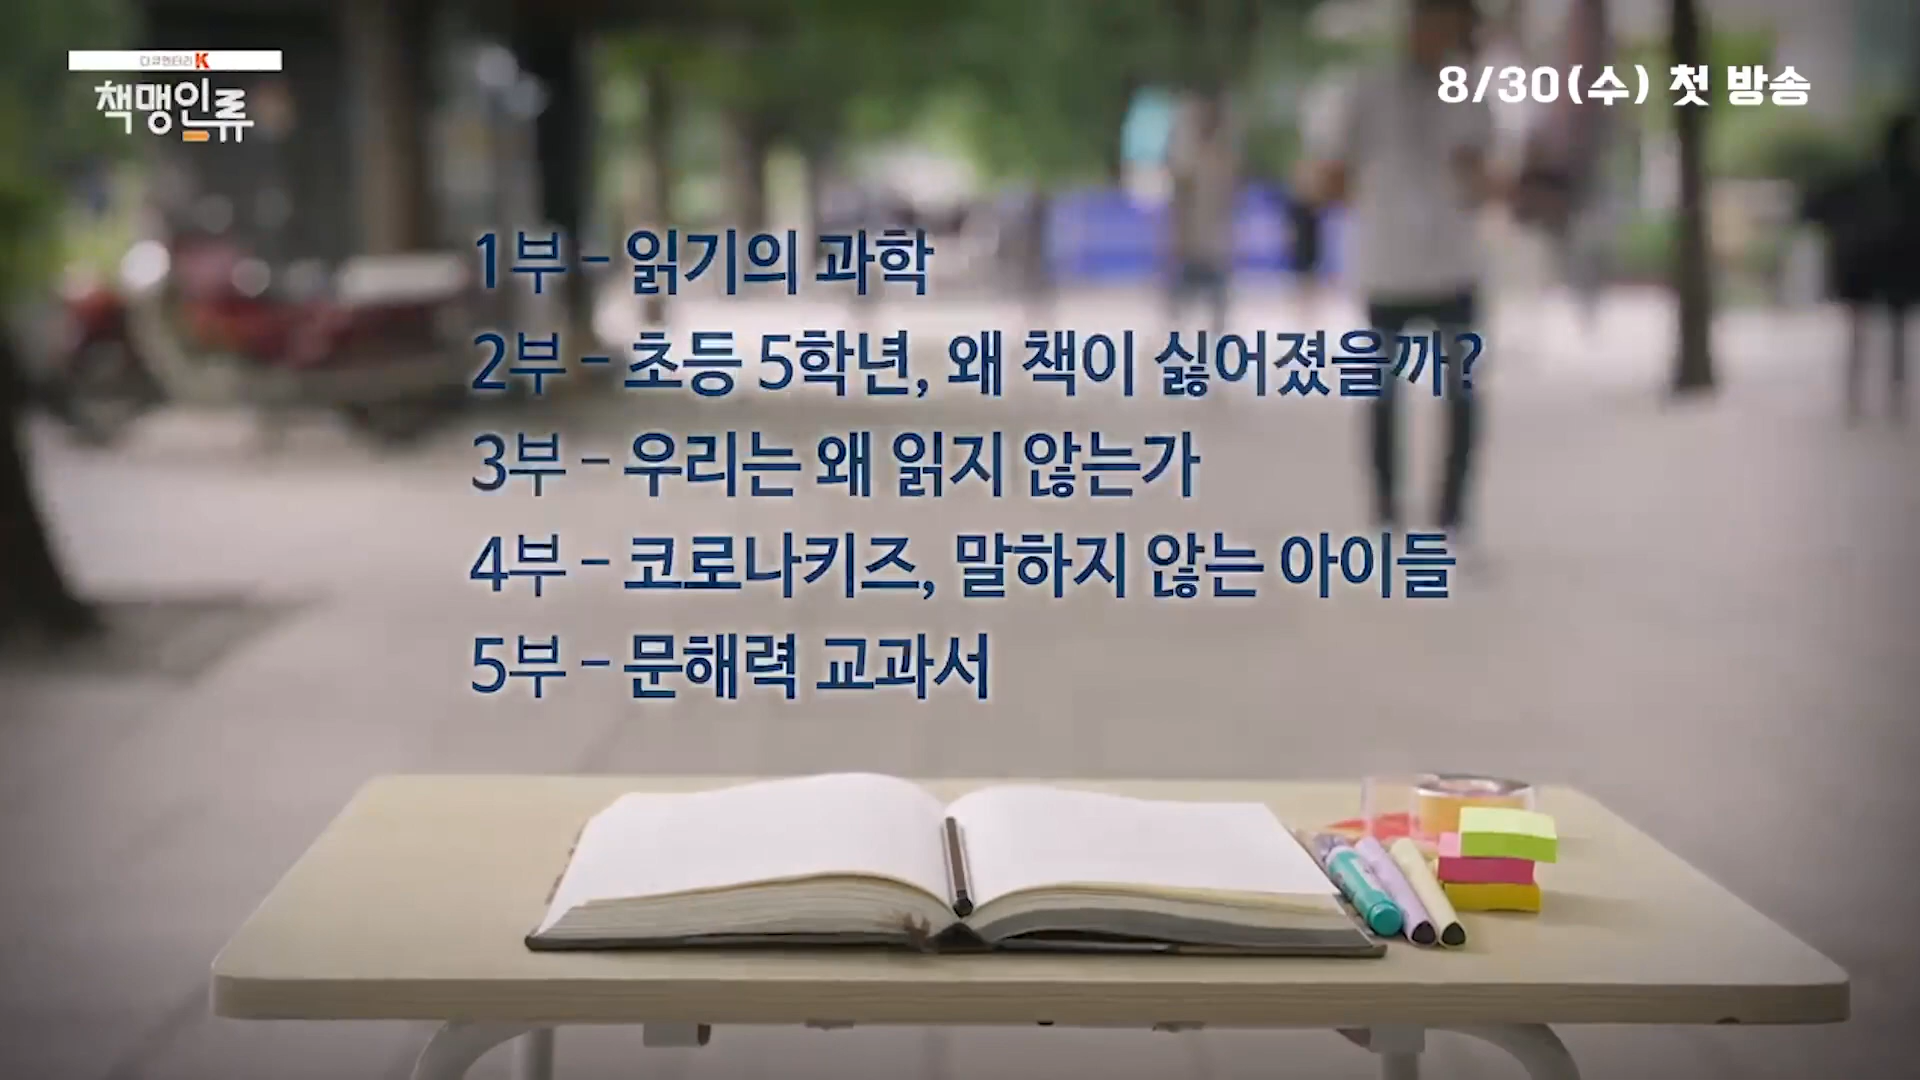 다큐멘터리K
책맹인류
8/30(수) 첫 방송
1부 - 읽기의 과학
2부 - 초등 5학년, 왜 책이 싫어졌을까?
3부 - 우리는 왜 읽지 않는가
4부 - 코로나키즈, 말하지 않는 아이들
5부 - 문해력 교과서